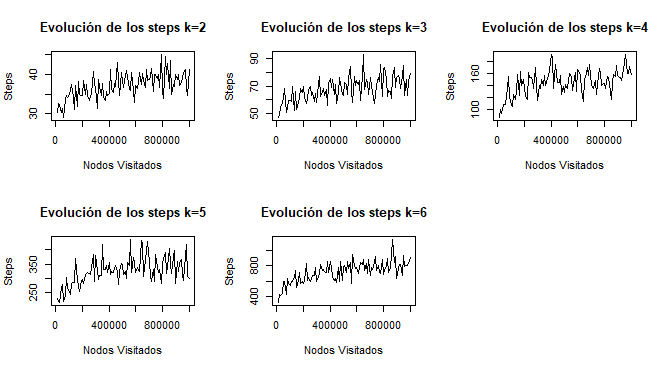 Evolución de los steps k=2
Steps
30 40
0 400000 800000
Nodos Visitados
Evolución de los steps k=3
Steps
50 70 90
0 400000 800000
Nodos Visitados
Evolución de los steps k=4
Steps
100 160
0 400000 800000
Nodos Visitados
Evolución de los steps k=5
Steps
250 350
0 400000 800000
Nodos Visitados
Evolución de los steps k=6
Steps
400 800
0 400000 800000
Nodos Visitados